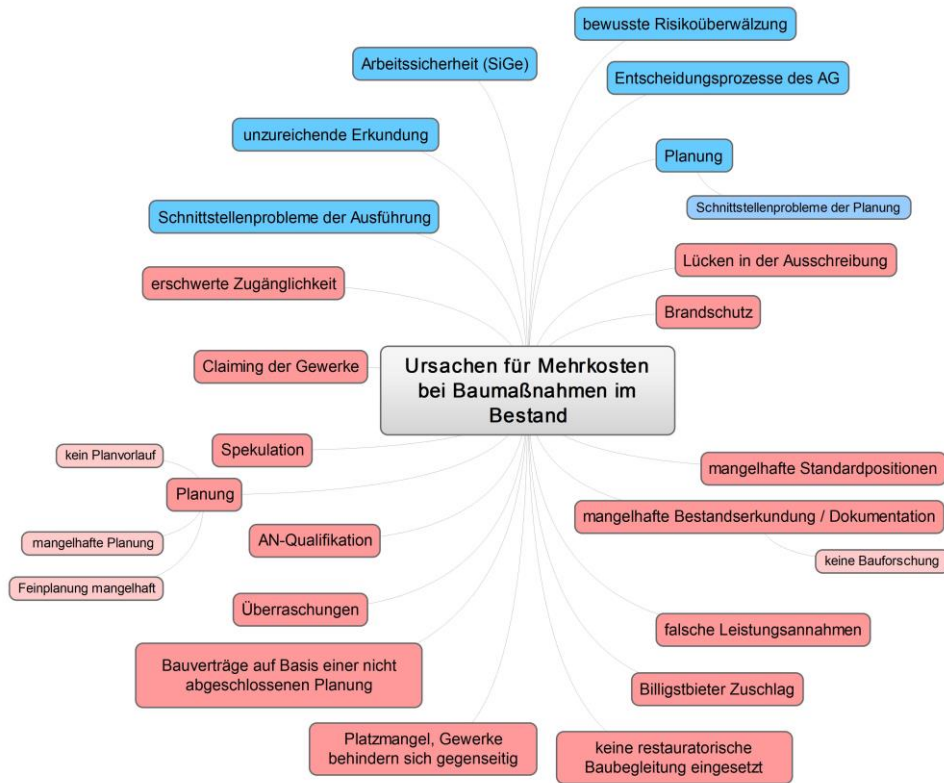 bewusste Risikoüberwälzung
Arbeitssicherheit (SiGe)
Entscheidungsprozesse des AG
unzureichende Erkundung
Planung
Schnittstellenprobleme der Planung
Schnittstellenprobleme der Ausführung
Lücken in der Ausschreibung
erschwerte Zugänglichkeit
Brandschutz
Ursachen für Mehrkosten
bei Baumaßnahmen im
Bestand
Claiming der Gewerke
Spekulation
kein Planvorlauf
Planung
mangelhafte Planung
Feinplanung mangelhaft
mangelhafte Standardpositionen
mangelhafte Bestandserkundung / Dokumentation
keine Bauforschung
AN-Qualifikation
Überraschungen
falsche Leistungsannahmen
Bauverträge auf Basis einer nicht
abgeschlossenen Planung
Billigstbieter Zuschlag
Platzmangel, Gewerke
behindern sich gegenseitig
keine restauratorische
Baubegleitung eingesetzt